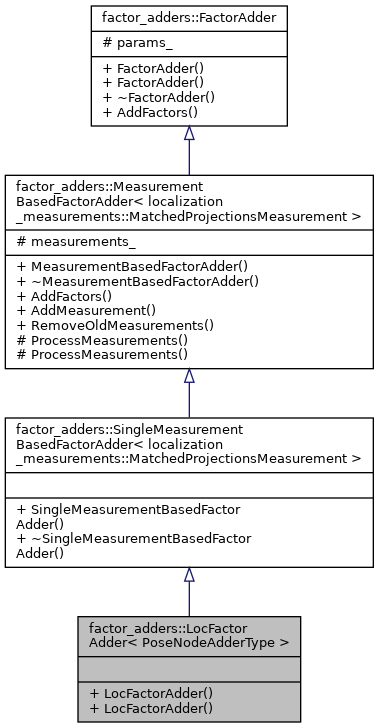 factor_adders::FactorAdder
# params_
+ FactorAdder()
+ FactorAdder()
+ ~FactorAdder()
+ AddFactors()
factor_adders::Measurement
BasedFactorAdder< localization
_measurements::MatchedProjectionsMeasurement >
# measurements_
+ MeasurementBasedFactorAdder()
+ ~MeasurementBasedFactorAdder()
+ AddFactors()
+ AddMeasurement()
+ RemoveOldMeasurements()
# ProcessMeasurements()
# ProcessMeasurements()
factor_adders::SingleMeasurement
BasedFactorAdder< localization
_measurements::MatchedProjectionsMeasurement >
+ SingleMeasurementBasedFactor
Adder()
+ ~SingleMeasurementBasedFactor
Adder()
factor_adders::LocFactor
Adder< PoseNodeAdderType >
+ LocFactorAdder()
+ LocFactorAdder()